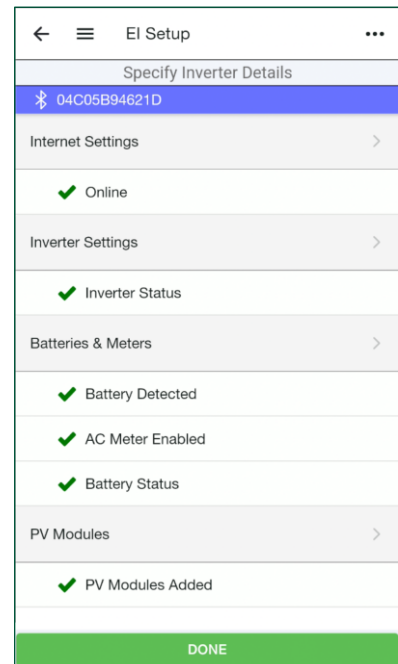 EI Setup
Specify Inverter Details
04C05B94621D
Internet Settings
Online
Inverter Settings
Inverter Status
Batteries & Meters
Battery Detected
AC Meter Enabled
Battery Status
PV Modules
PV Modules Added
DONE